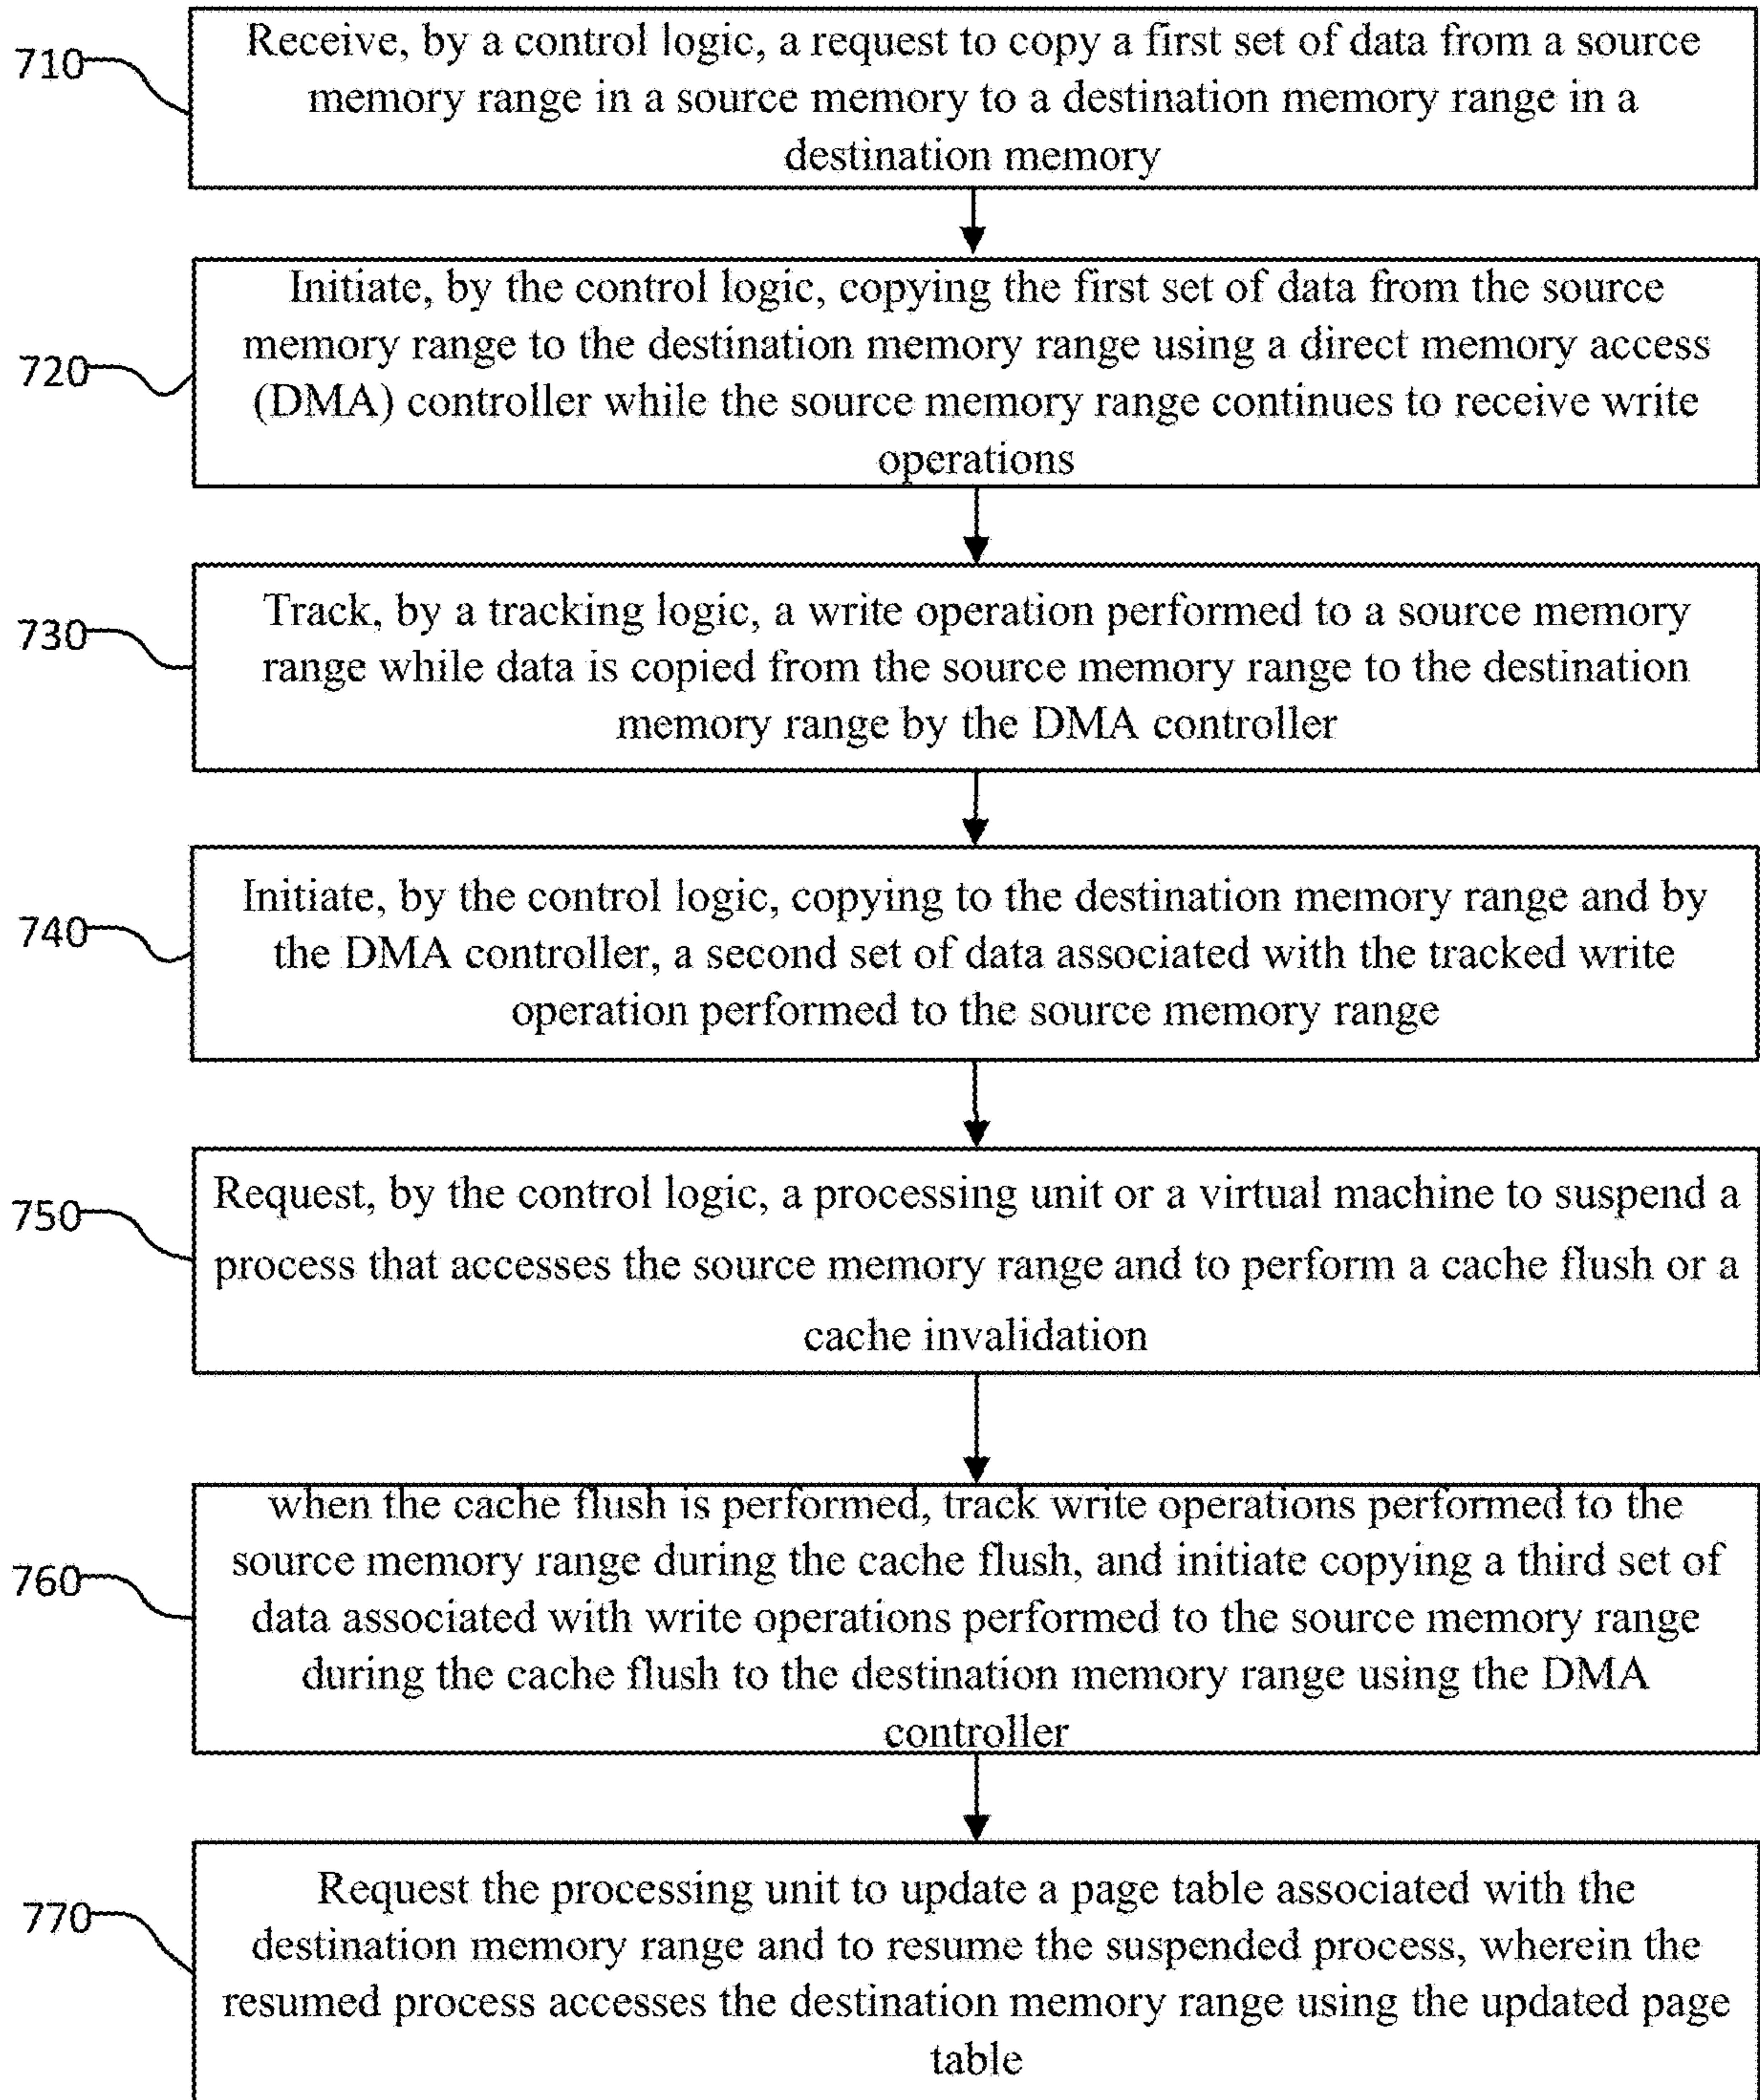 710
Receive, by a control logic, a request to copy a first set of data from a source
memory range in a source memory to a destination memory range in a
destination memory
720
Initiate, by the control logic, copying the first set of data from the source
memory range to the destination memory range using a direct memory access
(DMA) controller while the source memory range continues to receive write
operations
730
Track, by a tracking logic, a write operation performed to a source memory
range while data is copied from the source memory range to the destination
memory range by the DMA controller
740
Initiate, by the control logic, copying to the destination memory range and by
the DMA controller, a second set of data associated with the tracked write
operation performed to the source memory range
750
Request, by the control logic, a processing unit or a virtual machine to suspend a
process that accesses the source memory range and to perform a cache flush or a
cache invalidation
760
when the cache flush is performed, track write operations performed to the
source memory range during the cache flush, and initiate copying a third set of
data associated with write operations performed to the source memory range
during the cache flush to the destination memory range using the DMA
controller
770
Request the processing unit to update a page table associated with the
destination memory range and to resume the suspended process, wherein the
resumed process accesses the destination memory range using the updated page
table